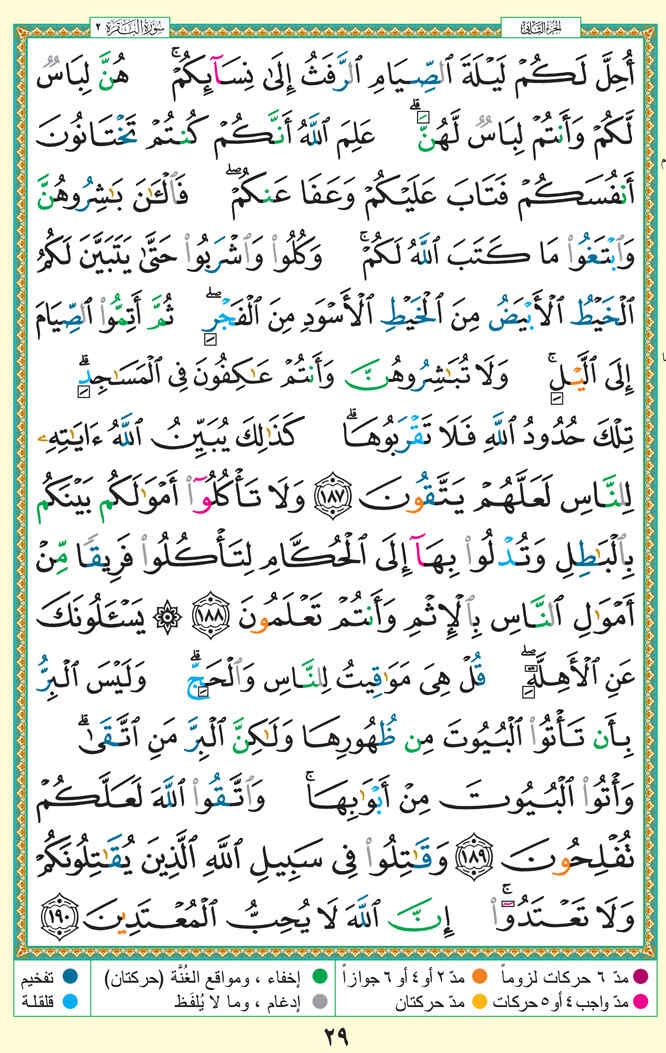 الجزء الثاني
سورة البقرة ٢
أُحِلَّ لَكُمْ لَيْلَةَ ٱلصِّيَامِ ٱلرَّفَثُ إِلَىٰ نِسَآئِكُمْ ۚ هُنَّ لِبَاسٌ
لَّكُمْ وَأَنتُمْ لِبَاسٌ لَّهُنَّ ۗ عَلِمَ ٱللَّهُ أَنَّكُمْ كُنتُمْ تَخْتَانُونَ
أَنفُسَكُمْ فَتَابَ عَلَيْكُمْ وَعَفَا عَنكُمْ ۖ فَٱلْـَٰٔنَ بَـٰشِرُوهُنَّ
وَٱبْتَغُوا۟ مَا كَتَبَ ٱللَّهُ لَكُمْ ۚ وَكُلُوا۟ وَٱشْرَبُوا۟ حَتَّىٰ يَتَبَيَّنَ لَكُمُ
ٱلْخَيْطُ ٱلْأَبْيَضُ مِنَ ٱلْخَيْطِ ٱلْأَسْوَدِ مِنَ ٱلْفَجْرِ ۖ ثُمَّ أَتِمُّوا۟ ٱلصِّيَامَ
إِلَى ٱلَّيْلِ ۚ وَلَا تُبَـٰشِرُوهُنَّ وَأَنتُمْ عَـٰكِفُونَ فِى ٱلْمَسَـٰجِدِ ۗ
تِلْكَ حُدُودُ ٱللَّهِ فَلَا تَقْرَبُوهَا ۗ كَذَٰلِكَ يُبَيِّنُ ٱللَّهُ ءَايَـٰتِهِۦ
لِلنَّاسِ لَعَلَّهُمْ يَتَّقُونَ ١٨٧ وَلَا تَأْكُلُوٓا۟ أَمْوَٰلَكُم بَيْنَكُم
بِٱلْبَـٰطِلِ وَتُدْلُوا۟ بِهَآ إِلَى ٱلْحُكَّامِ لِتَأْكُلُوا۟ فَرِيقًا مِّنْ
أَمْوَٰلِ ٱلنَّاسِ بِٱلْإِثْمِ وَأَنتُمْ تَعْلَمُونَ ١٨٨ ۞ يَسْـَٔلُونَكَ
عَنِ ٱلْأَهِلَّةِ ۖ قُلْ هِىَ مَوَٰقِيتُ لِلنَّاسِ وَٱلْحَجِّ ۗ وَلَيْسَ ٱلْبِرُّ
بِأَن تَأْتُوا۟ ٱلْبُيُوتَ مِن ظُهُورِهَا وَلَـٰكِنَّ ٱلْبِرَّ مَنِ ٱتَّقَىٰ ۗ
وَأْتُوا۟ ٱلْبُيُوتَ مِنْ أَبْوَٰبِهَا ۚ وَٱتَّقُوا۟ ٱللَّهَ لَعَلَّكُمْ
تُفْلِحُونَ ١٨٩ وَقَـٰتِلُوا۟ فِى سَبِيلِ ٱللَّهِ ٱلَّذِينَ يُقَـٰتِلُونَكُمْ
وَلَا تَعْتَدُوٓا۟ ۚ إِنَّ ٱللَّهَ لَا يُحِبُّ ٱلْمُعْتَدِينَ ١٩٠
مدّ ٦ حركات لزوماً مدّ ٢ أو ٤ أو ٦ جوازاً إخفاء ، ومواقع الغُنَّة (حركتان) تفخيم
مدّ واجب ٤ أو ٥ حركات مدّ حركتان إدغام ، وما لا يُلفَظ قلقلة
٢٩